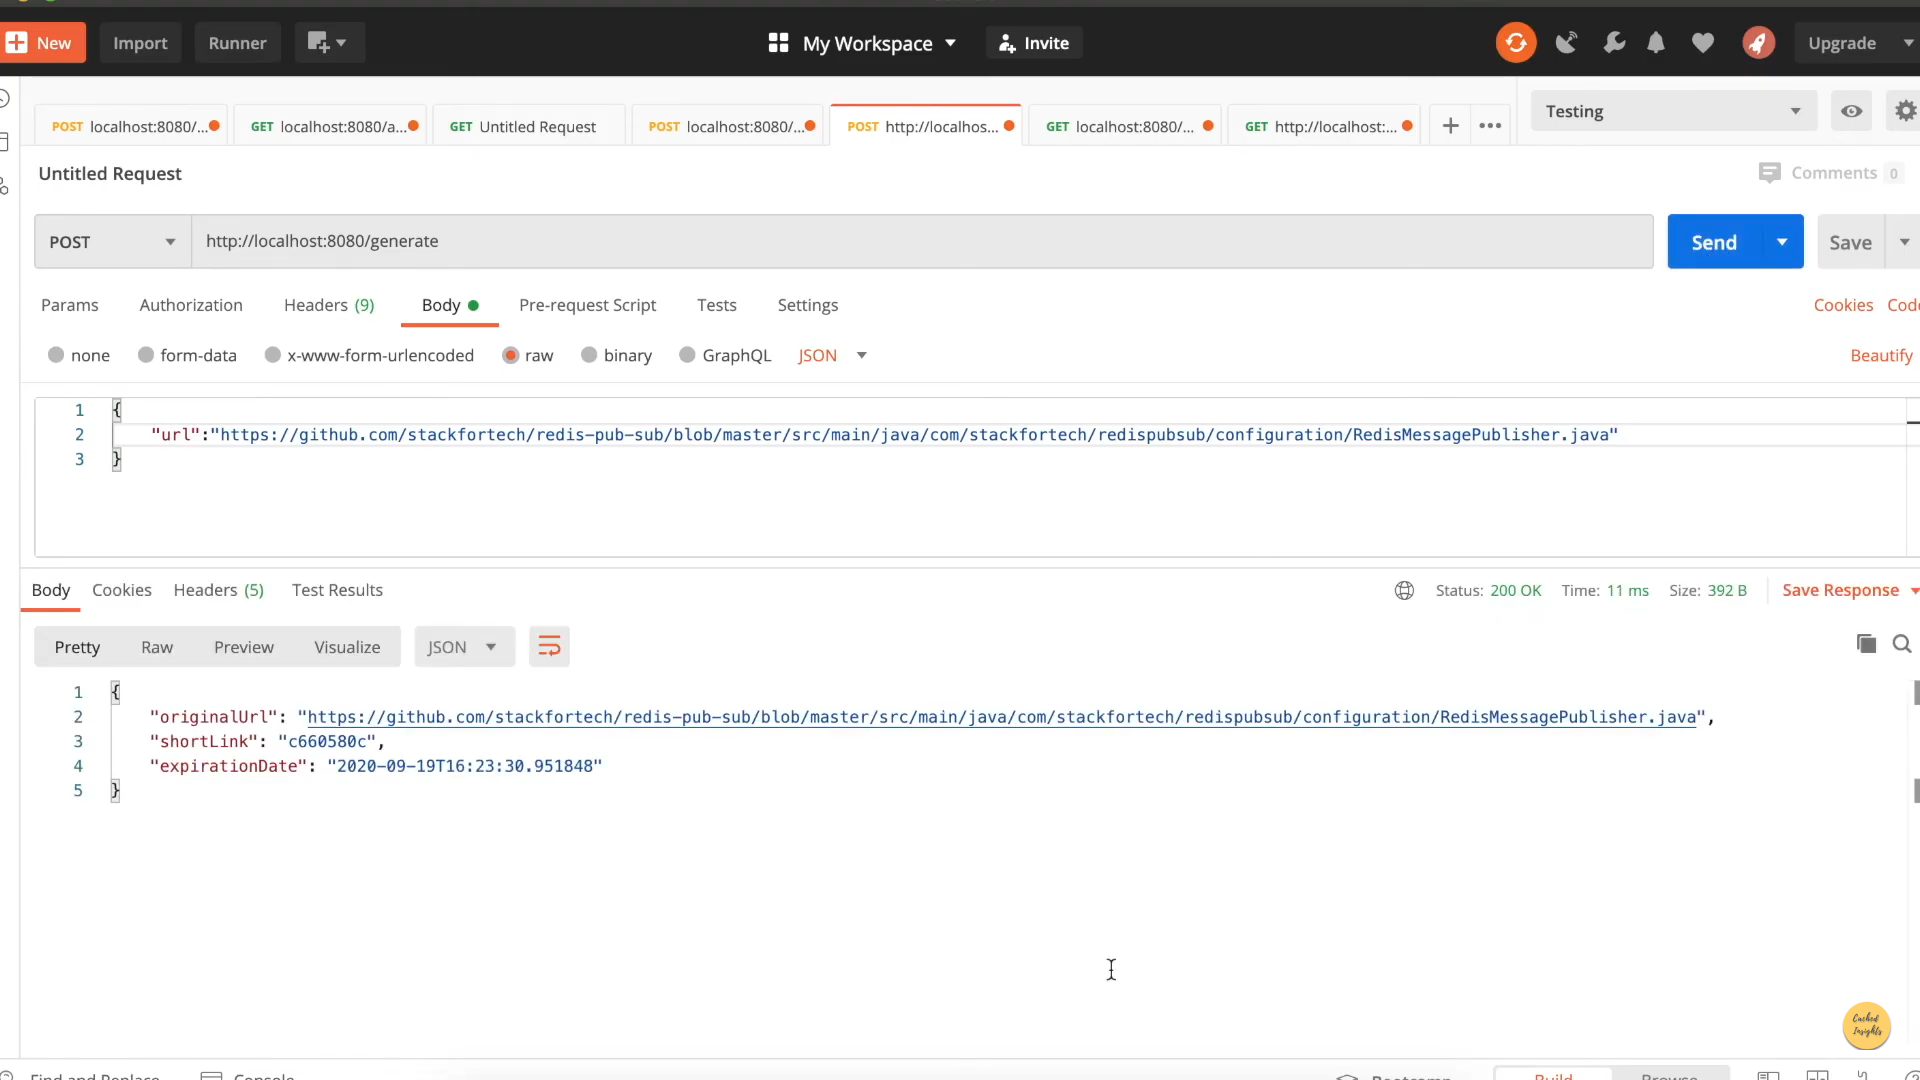 New Import Runner My Workspace Invite Upgrade
POST localhost:8080/... GET localhost:8080/a... GET Untitled Request POST localhost:8080/... POST http://localhos... GET localhost:8080/... GET http://localhost:... Testing
Untitled Request Comments 0
POST http://localhost:8080/generate Send Save
Params Authorization Headers (9) Body Pre-request Script Tests Settings Cookies Code
none form-data x-www-form-urlencoded raw binary GraphQL JSON Beautify
1 {
2 "url":"https://github.com/stackfortech/redis-pub-sub/blob/master/src/main/java/com/stackfortech/redispubsub/configuration/RedisMessagePublisher.java"
3 }
Body Cookies Headers (5) Test Results Status: 200 OK Time: 11 ms Size: 392 B Save Response
Pretty Raw Preview Visualize JSON
1 {
2 "originalUrl": "https://github.com/stackfortech/redis-pub-sub/blob/master/src/main/java/com/stackfortech/redispubsub/configuration/RedisMessagePublisher.java",
3 "shortLink": "c660580c",
4 "expirationDate": "2020-09-19T16:23:30.951848"
5 }
Cached
Insights
Find and Replace Console Bootcamp Build Browse